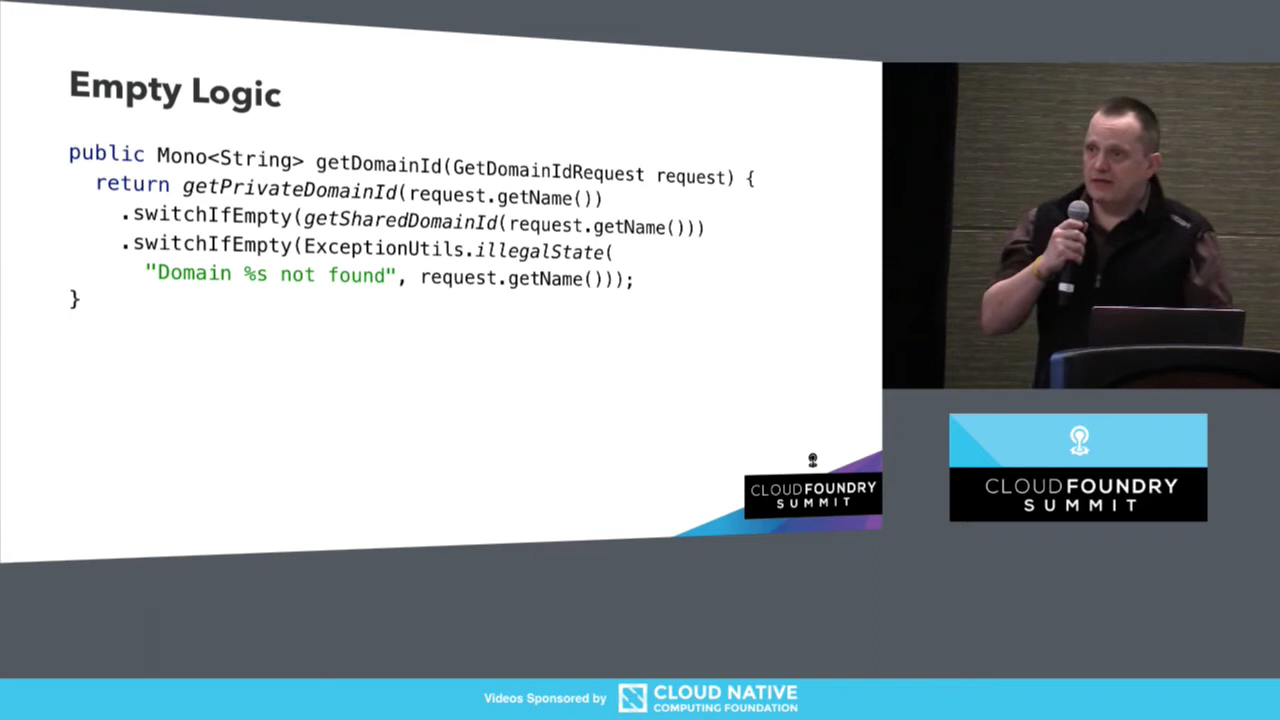 Empty Logic
public Mono<String> getDomainId(GetDomainIdRequest request) {
return getPrivateDomainId(request.getName())
.switchIfEmpty(getSharedDomainId(request.getName()))
.switchIfEmpty(ExceptionUtils.illegalState(
"Domain %s not found", request.getName()));
}
CLOUDFOUNDRY
SUMMIT
CLOUDFOUNDRY
SUMMIT
Videos Sponsored by
CLOUD NATIVE
COMPUTING FOUNDATION